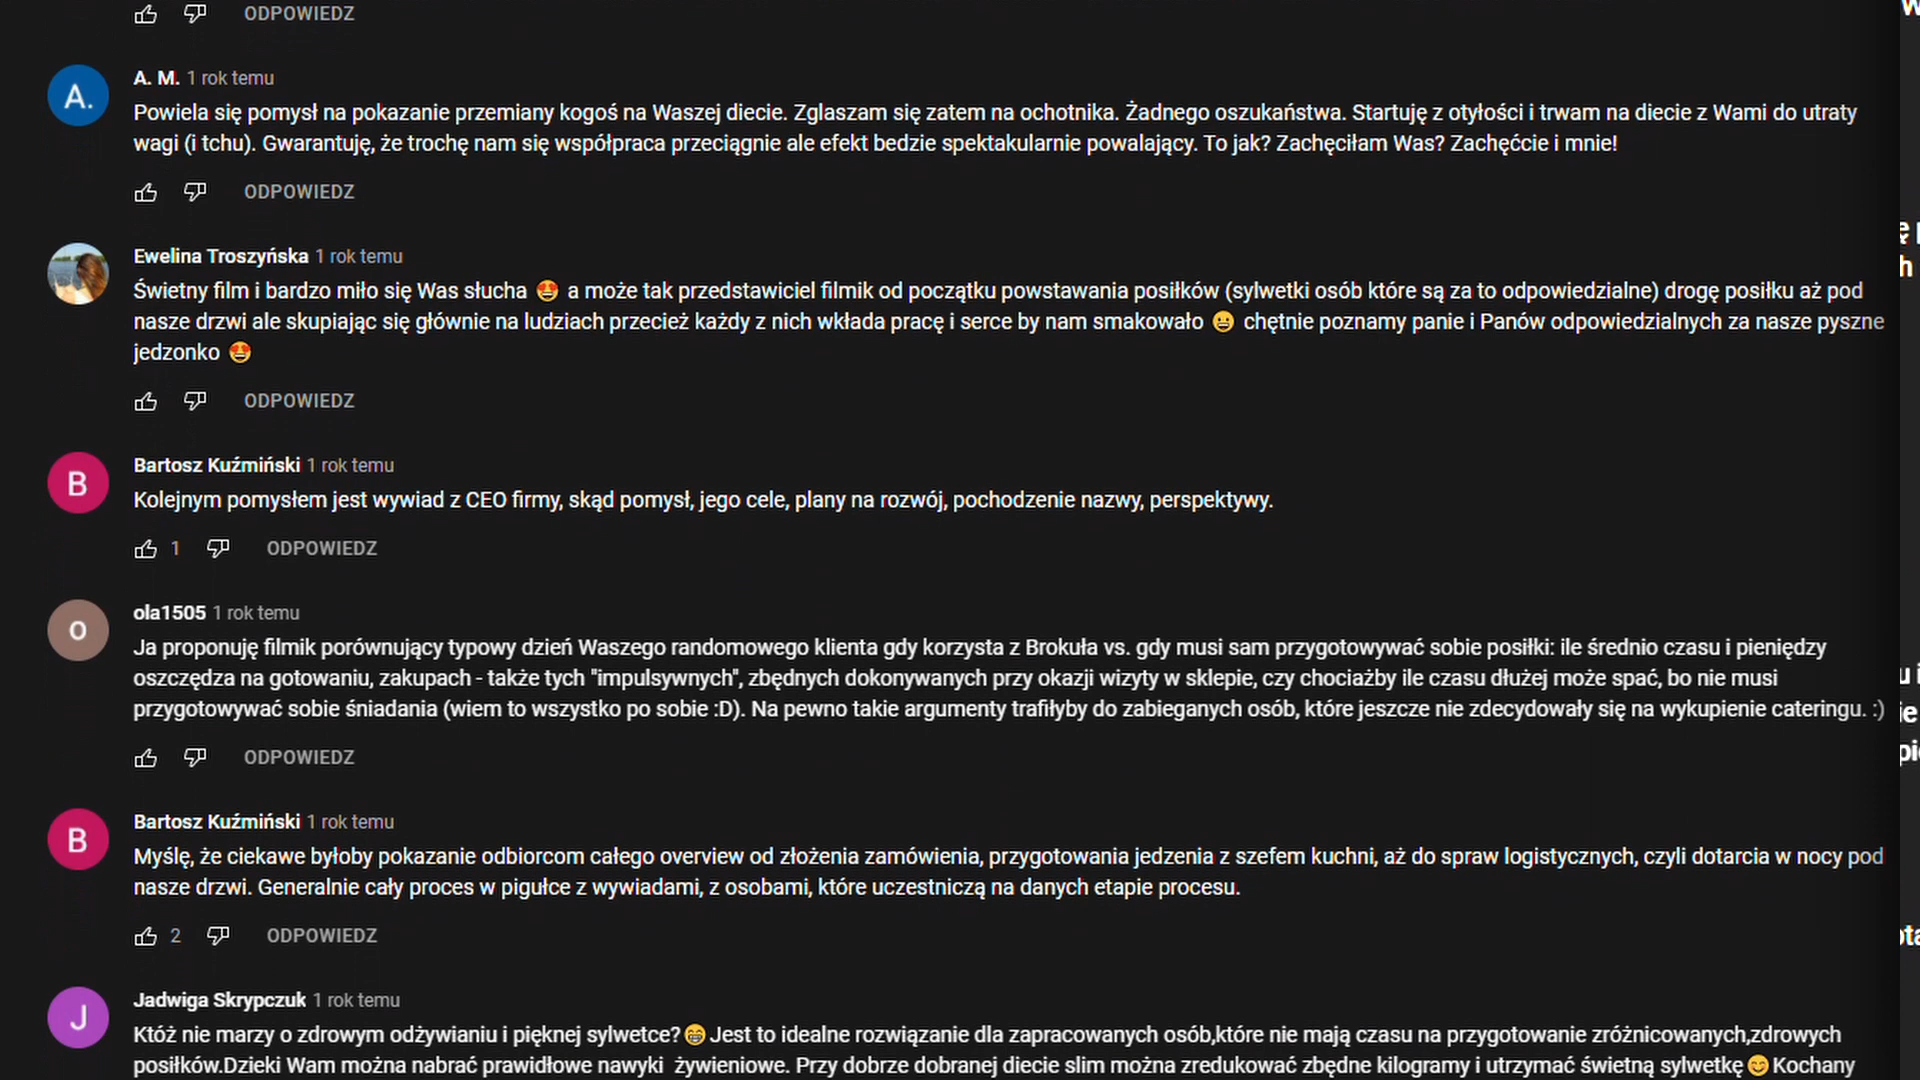 ODPOWIEDZ
A. M. 1 rok temu
Powiela się pomysł na pokazanie przemiany kogoś na Waszej diecie. Zglaszam się zatem na ochotnika. Żadnego oszukaństwa. Startuję z otyłości i trwam na diecie z Wami do utraty
wagi (i tchu). Gwarantuję, że trochę nam się współpraca przeciągnie ale efekt bedzie spektakularnie powalający. To jak? Zachęciłam Was? Zachęćcie i mnie!
ODPOWIEDZ
Ewelina Troszyńska 1 rok temu
Świetny film i bardzo miło się Was słucha 😍 a może tak przedstawiciel filmik od początku powstawania posiłków (sylwetki osób które są za to odpowiedzialne) drogę posiłku aż pod
nasze drzwi ale skupiając się głównie na ludziach przecież każdy z nich wkłada pracę i serce by nam smakowało 😀 chętnie poznamy panie i Panów odpowiedzialnych za nasze pyszne
jedzonko 😍
ODPOWIEDZ
B
Bartosz Kuźmiński 1 rok temu
Kolejnym pomysłem jest wywiad z CEO firmy, skąd pomysł, jego cele, plany na rozwój, pochodzenie nazwy, perspektywy.
1 ODPOWIEDZ
o
ola1505 1 rok temu
Ja proponuję filmik porównujący typowy dzień Waszego randomowego klienta gdy korzysta z Brokuła vs. gdy musi sam przygotowywać sobie posiłki: ile średnio czasu i pieniędzy
oszczędza na gotowaniu, zakupach - także tych "impulsywnych", zbędnych dokonywanych przy okazji wizyty w sklepie, czy chociażby ile czasu dłużej może spać, bo nie musi
przygotowywać sobie śniadania (wiem to wszystko po sobie :D). Na pewno takie argumenty trafiłyby do zabieganych osób, które jeszcze nie zdecydowały się na wykupienie cateringu. :)
ODPOWIEDZ
B
Bartosz Kuźmiński 1 rok temu
Myślę, że ciekawe byłoby pokazanie odbiorcom całego overview od złożenia zamówienia, przygotowania jedzenia z szefem kuchni, aż do spraw logistycznych, czyli dotarcia w nocy pod
nasze drzwi. Generalnie cały proces w pigułce z wywiadami, z osobami, które uczestniczą na danych etapie procesu.
2 ODPOWIEDZ
J
Jadwiga Skrypczuk 1 rok temu
Któż nie marzy o zdrowym odżywianiu i pięknej sylwetce?😁Jest to idealne rozwiązanie dla zapracowanych osób,które nie mają czasu na przygotowanie zróżnicowanych,zdrowych
posiłków.Dzieki Wam można nabrać prawidłowe nawyki żywieniowe. Przy dobrze dobranej diecie slim można zredukować zbędne kilogramy i utrzymać świetną sylwetkę😊Kochany